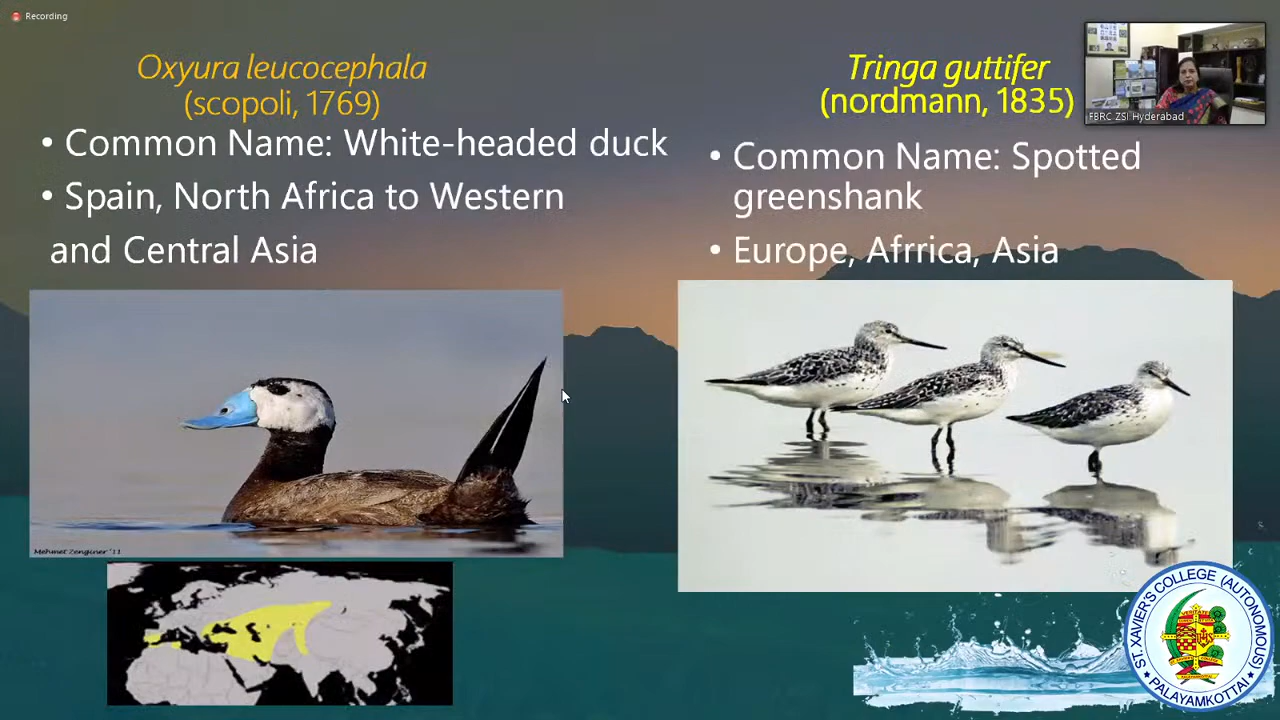 Recording
Oxyura leucocephala
(scopoli, 1769)
• Common Name: White-headed duck
• Spain, North Africa to Western
and Central Asia
Tringa guttifer
(nordmann, 1835)
• Common Name: Spotted
greenshank
• Europe, Afrrica, Asia
FBRC ZSI Hyderabad
Mehmet Zenginer '11
ST. XAVIER'S COLLEGE (AUTONOMOUS)
PALAYAMKOTTAI